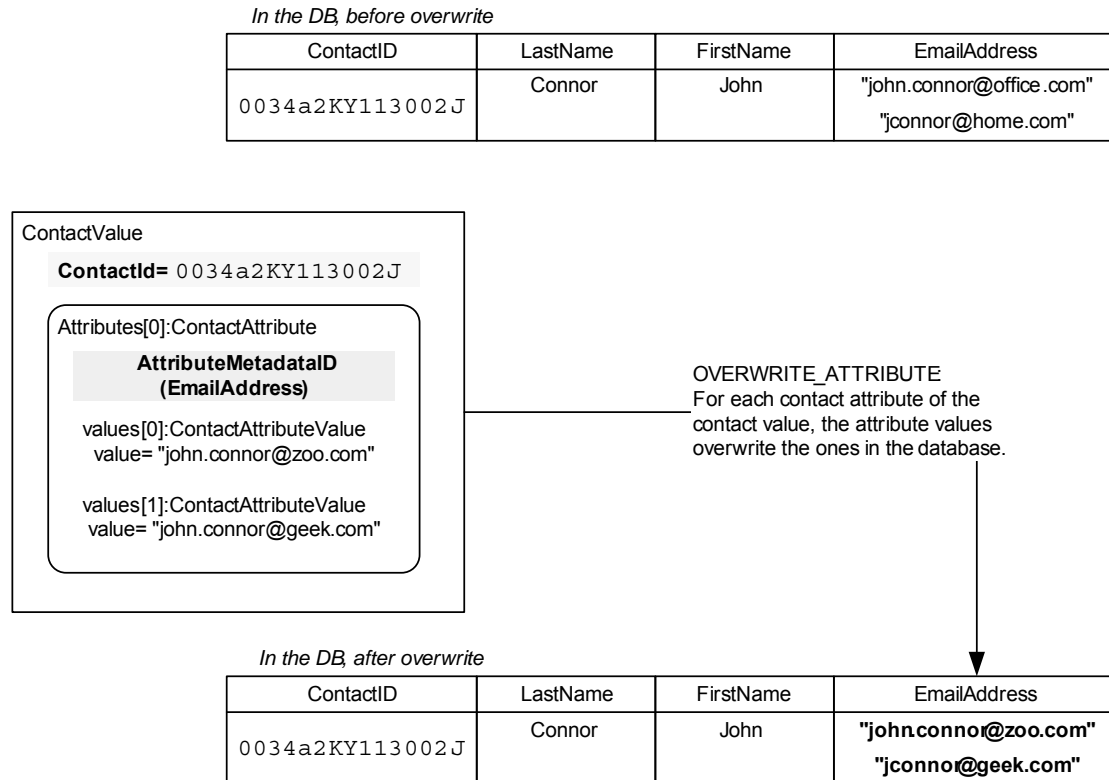 In the DB, before overwrite
ContactID LastName FirstName EmailAddress
0034a2KY113002J Connor John "john.connor@office.com"
"jconnor@home.com"
ContactValue
ContactId= 0034a2KY113002J
Attributes[0]:ContactAttribute
AttributeMetadataID
(EmailAddress)
values[0]:ContactAttributeValue
value= "john.connor@zoo.com"
values[1]:ContactAttributeValue
value= "john.connor@geek.com"
OVERWRITE_ATTRIBUTE
For each contact attribute of the
contact value, the attribute values
overwrite the ones in the database.
In the DB, after overwrite
ContactID LastName FirstName EmailAddress
0034a2KY113002J Connor John "john.connor@zoo.com"
"jconnor@geek.com"